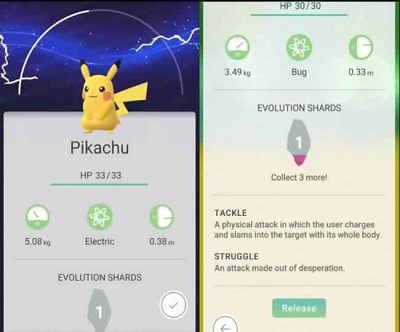 Pikachu
HP 33/33
5.08 kg
Electric
0.38 m
EVOLUTION SHARDS
1
HP 30/30
3.49 kg
Bug
0.33 m
EVOLUTION SHARDS
1
Collect 3 more!
TACKLE
A physical attack in which the user charges
and slams into the target with its whole body.
STRUGGLE
An attack made out of desperation.
Release